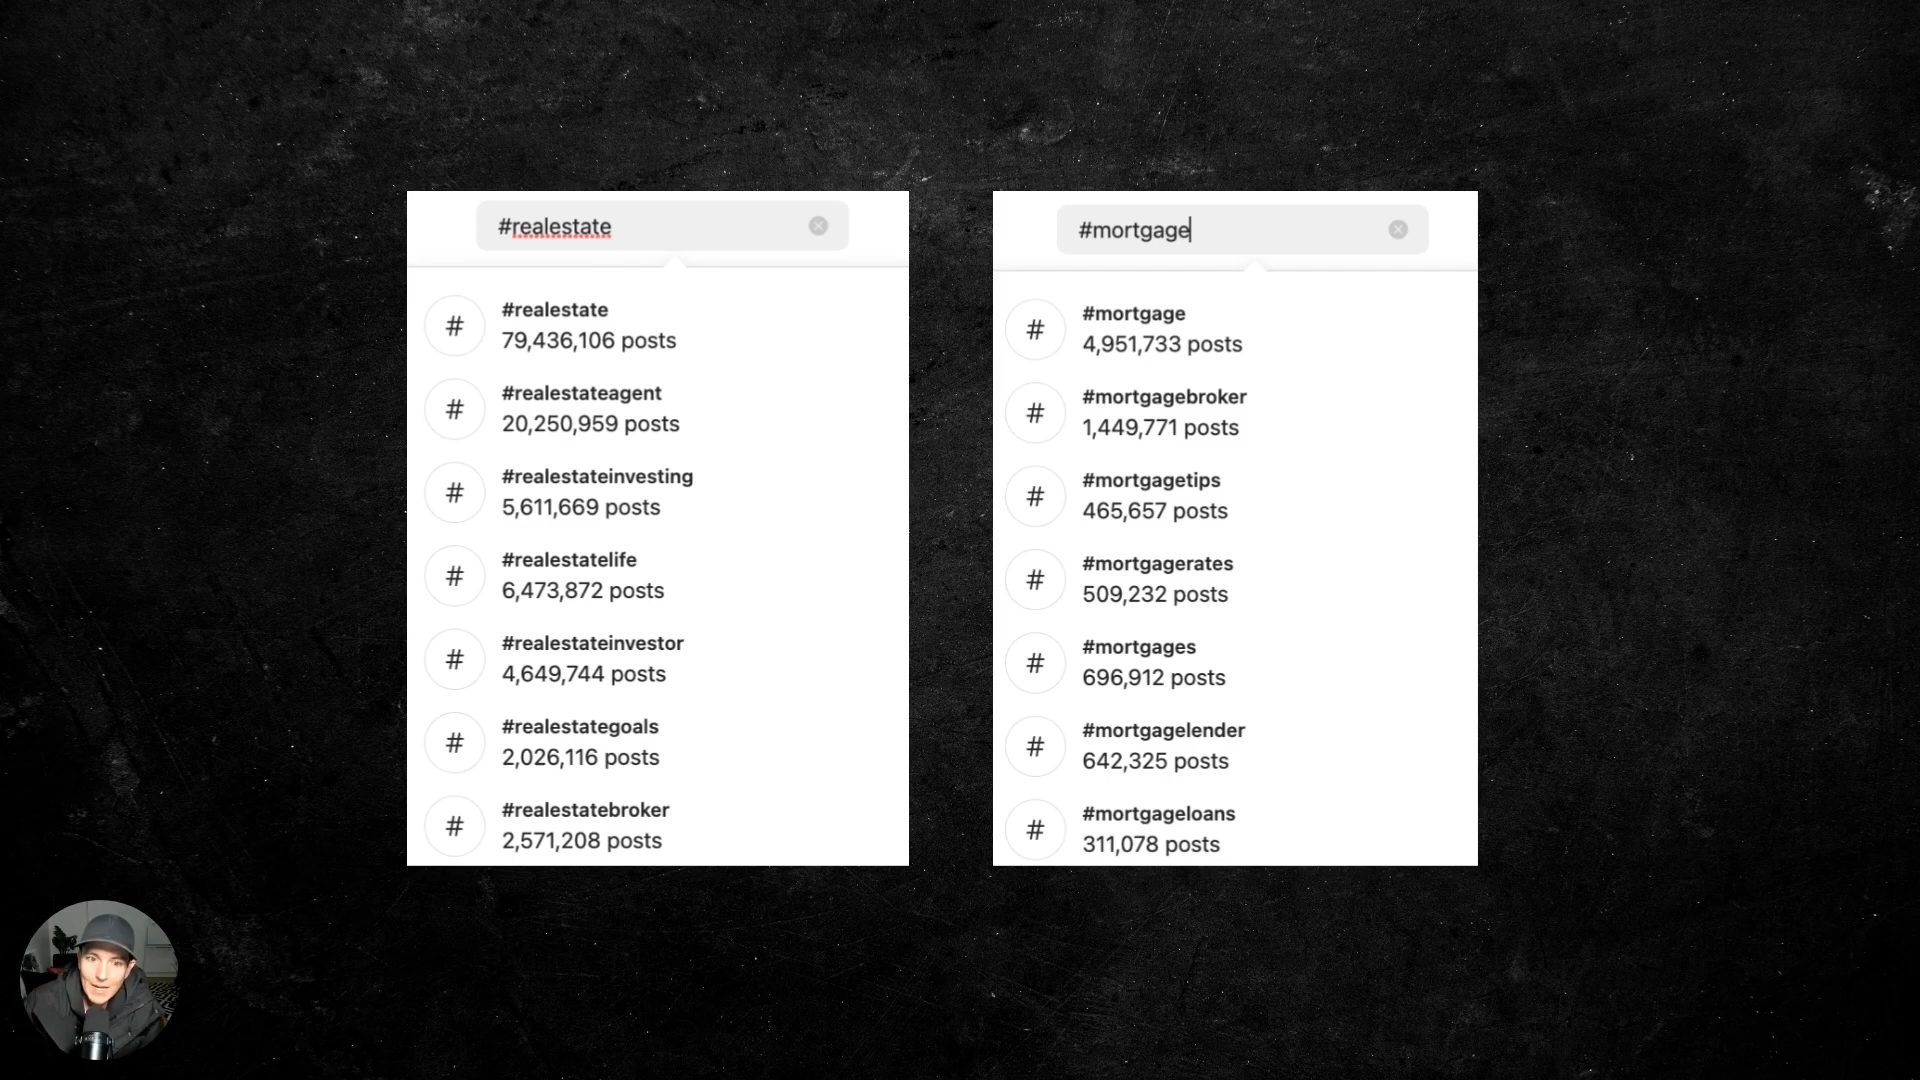 #realestate
#realestate
79,436,106 posts
#realestateagent
20,250,959 posts
#realestateinvesting
5,611,669 posts
#realestatelife
6,473,872 posts
#realestateinvestor
4,649,744 posts
#realestategoals
2,026,116 posts
#realestatebroker
2,571,208 posts
#mortgage
#mortgage
4,951,733 posts
#mortgagebroker
1,449,771 posts
#mortgagetips
465,657 posts
#mortgagerates
509,232 posts
#mortgages
696,912 posts
#mortgagelender
642,325 posts
#mortgageloans
311,078 posts